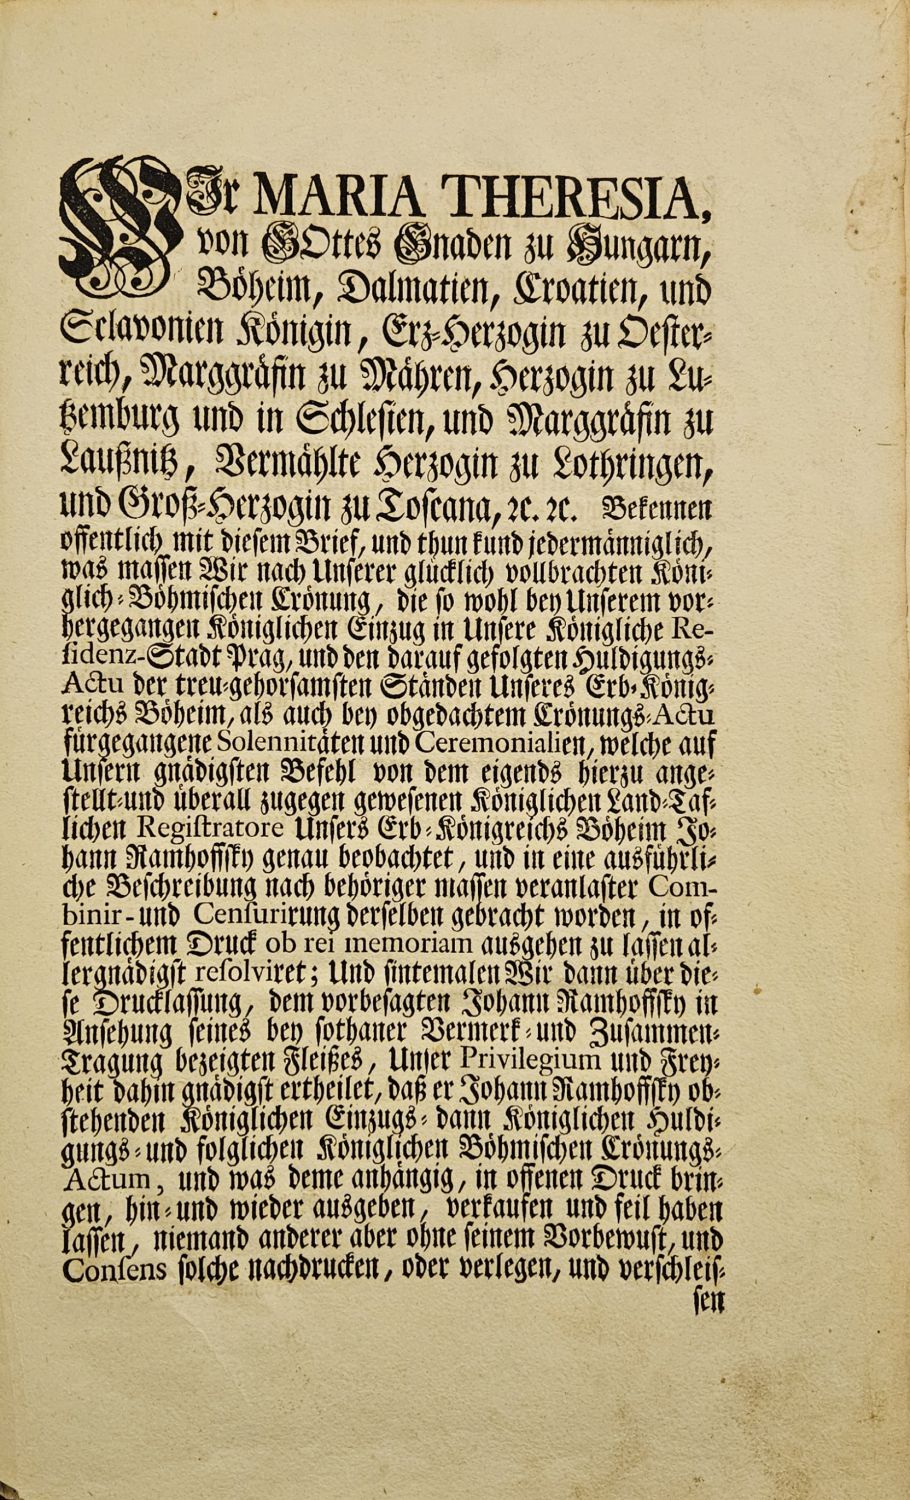 WIr MARIA THERESIA,
von GOttes Gnaden zu Hungarn,
Böheim, Dalmatien, Croatien, und
Sclavonien Königin, Erz-Herzogin zu Oester-
reich, Marggräfin zu Mähren, Herzogin zu Lu-
tzemburg und in Schlesien, und Marggräfin zu
Laußnitz, Vermählte Herzogin zu Lothringen,
und Groß-Herzogin zu Toscana, ꝛc. ꝛc. Bekennen
offentlich mit diesem Brief, und thun kund jedermänniglich,
was massen Wir nach Unserer glücklich vollbrachten Köni-
glich-Böhmischen Crönung, die so wohl bey Unserem vor-
hergegangen Königlichen Einzug in Unsere Königliche Re-
sidenz-Stadt Prag, und den darauf gefolgten Huldigungs-
Actu der treu-gehorsamsten Ständen Unseres Erb-König-
reichs Böheim, als auch bey obgedachtem Crönungs-Actu
fürgegangene Solennitäten und Ceremonialien, welche auf
Unsern gnädigsten Befehl von dem eigends hierzu ange-
stellt-und überall zugegen gewesenen Königlichen Land-Taf-
lichen Registratore Unsers Erb-Königreichs Böheim Jo-
hann Ramhoffsky genau beobachtet, und in eine ausführli-
che Beschreibung nach behöriger massen veranlaster Com-
binir-und Censurirung derselben gebracht worden, in of-
fentlichem Druck ob rei memoriam ausgehen zu lassen al-
lergnädigst resolviret; Und sintemalen Wir dann über die-
se Drucklassung, dem vorbesagten Johann Ramhoffsky in
Ansehung seines bey sothaner Vermerk-und Zusammen-
Tragung bezeigten Fleißes, Unser Privilegium und Frey-
heit dahin gnädigst ertheilet, daß er Johann Ramhoffsky ob-
stehenden Königlichen Einzugs-dann Königlichen Huldi-
gungs-und folglichen Königlichen Böhmischen Crönungs-
Actum, und was deme anhängig, in offenen Druck brin-
gen, hin-und wieder ausgeben, verkaufen und feil haben
lassen, niemand anderer aber ohne seinem Vorbewust, und
Consens solche nachdrucken, oder verlegen, und verschleis-
sen